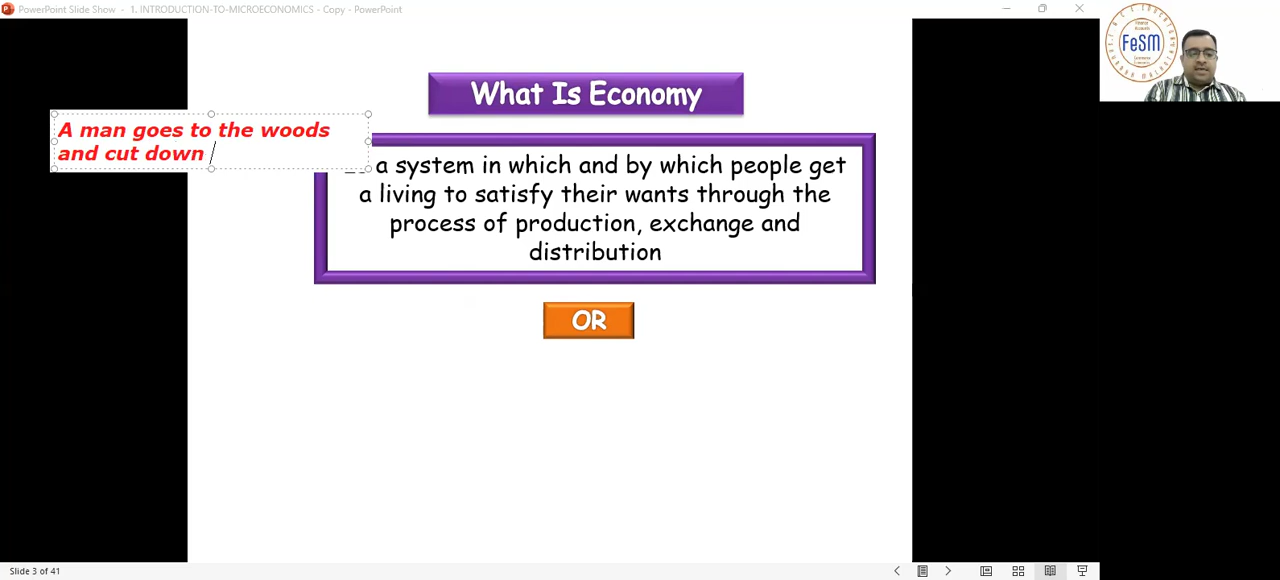 PowerPoint Slide Show - 1. INTRODUCTION-TO-MICROECONOMICS - Copy - PowerPoint
FeSM
What Is Economy
A man goes to the woods
and cut down
a system in which and by which people get
a living to satisfy their wants through the
process of production, exchange and
distribution
OR
Slide 3 of 41